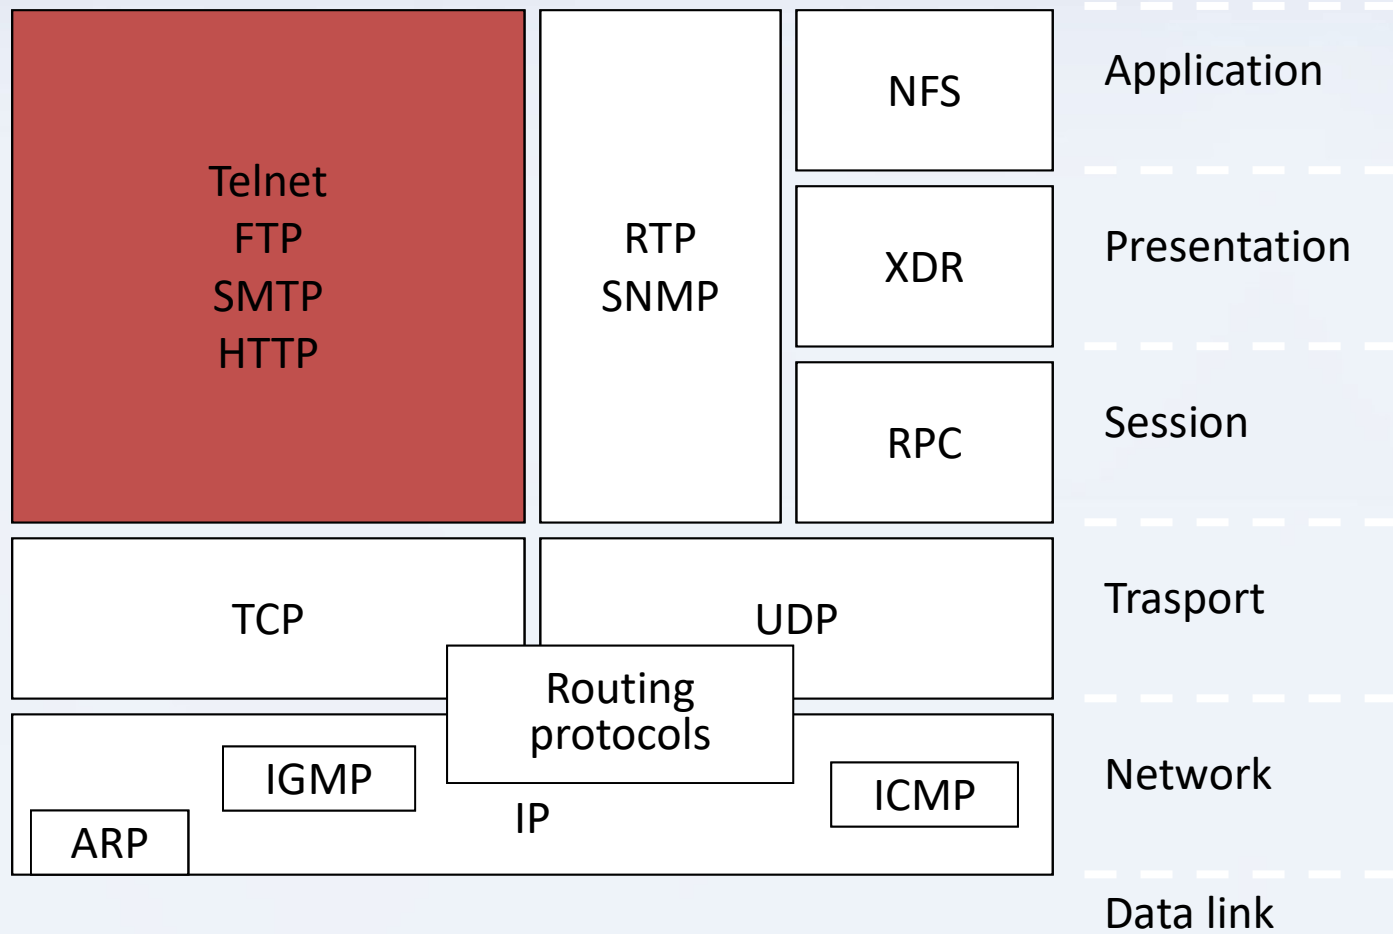 Telnet
FTP
SMTP
HTTP
RTP
SNMP
NFS
XDR
RPC
TCP
UDP
Routing
protocols
IGMP
ICMP
IP
ARP
Application
Presentation
Session
Trasport
Network
Data link